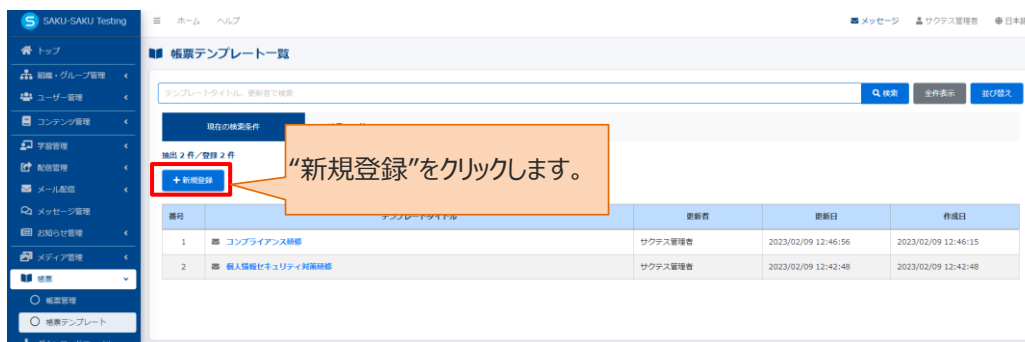 SAKU-SAKU Testing
ホーム ヘルプ
メッセージ サクテス管理者 日本語
トップ
帳票テンプレート一覧
組織・グループ管理
ユーザー管理
テンプレートタイトル、更新者で検索
検索 全件表示 並び替え
コンテンツ管理
現在の検索条件
学習管理
配信管理
抽出 2 件／登録 2 件
“新規登録”をクリックします。
新規登録
メール配信
メッセージ管理
お知らせ管理
番号 テンプレートタイトル 更新者 更新日 作成日
1 コンプライアンス研修 サクテス管理者 2023/02/09 12:46:56 2023/02/09 12:46:15
メディア管理
2 個人情報セキュリティ対策研修 サクテス管理者 2023/02/09 12:42:48 2023/02/09 12:42:48
帳票
帳票管理
帳票テンプレート